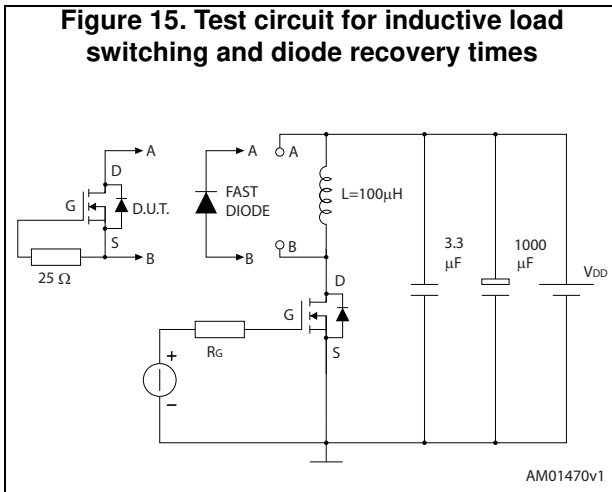 Figure 15. Test circuit for inductive load
switching and diode recovery times
A
D
G
D.U.T.
S
B
25 Ω
A
FAST
DIODE
B
A
L=100μH
B
D
G
S
RG
+
–
3.3
μF
1000
μF
VDD
AM01470v1